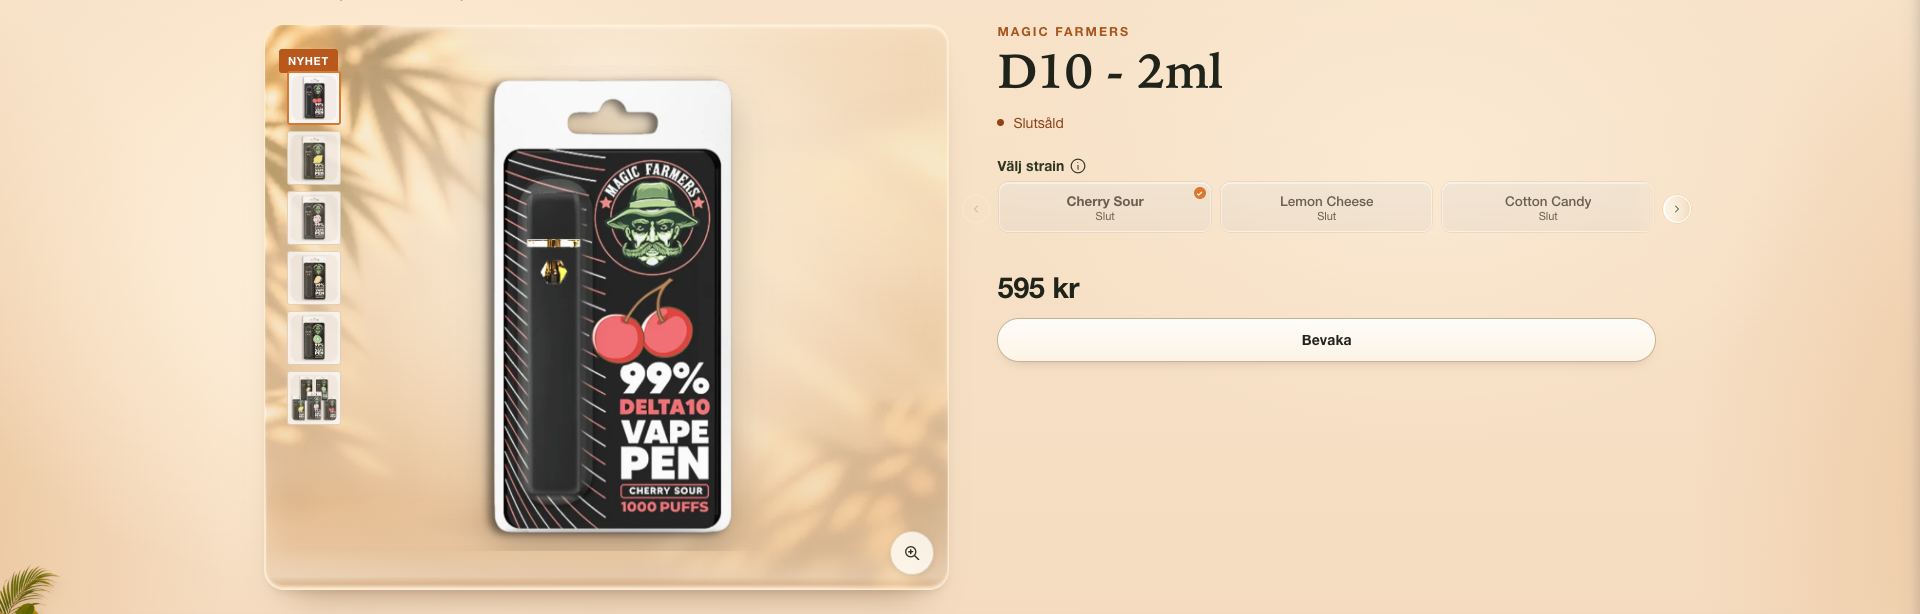 NYHET
MAGIC FARMERS
99%
DELTA10
VAPE
PEN
CHERRY SOUR
1000 PUFFS
MAGIC FARMERS
D10 - 2ml
Slutsåld
Välj strain
Cherry Sour
Slut
Lemon Cheese
Slut
Cotton Candy
Slut
595 kr
Bevaka